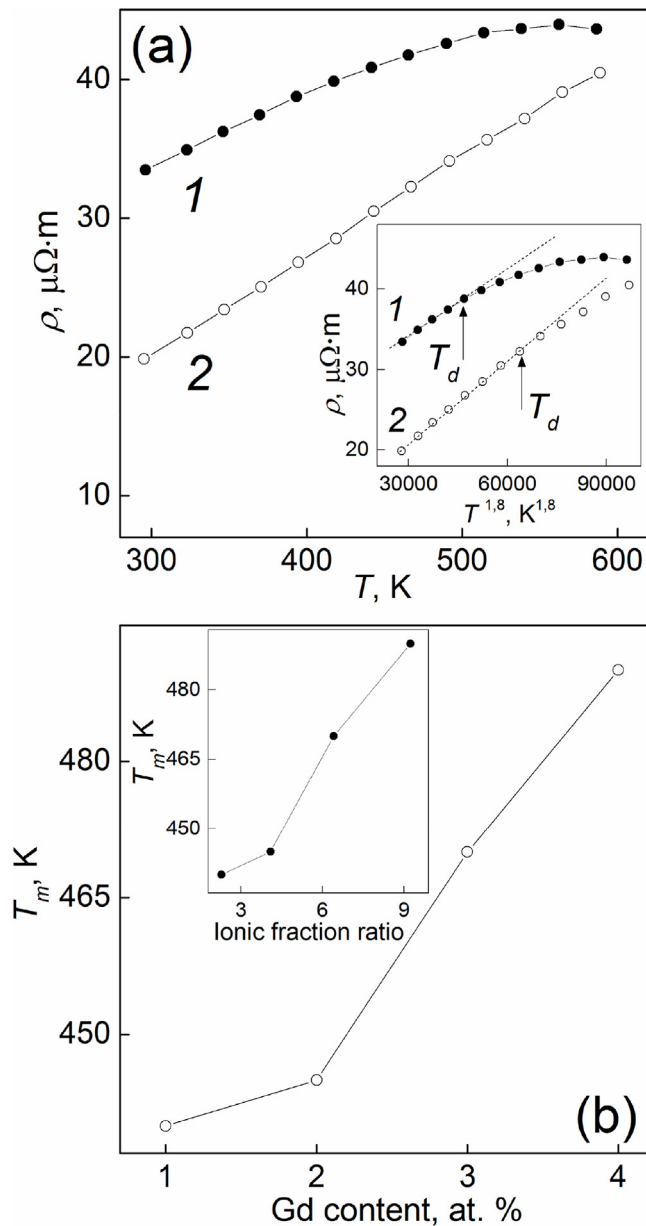 (a)
40
30
20
10
ρ, μΩ·m
1
2
300 400 500 600
T, K
40
30
20
ρ, μΩ·m
1
2
T_d
T_d
30000 60000 90000
T^1,8, K^1,8
480
465
450
T_m, K
480
465
450
T_m, K
3 6 9
Ionic fraction ratio
(b)
1 2 3 4
Gd content, at. %